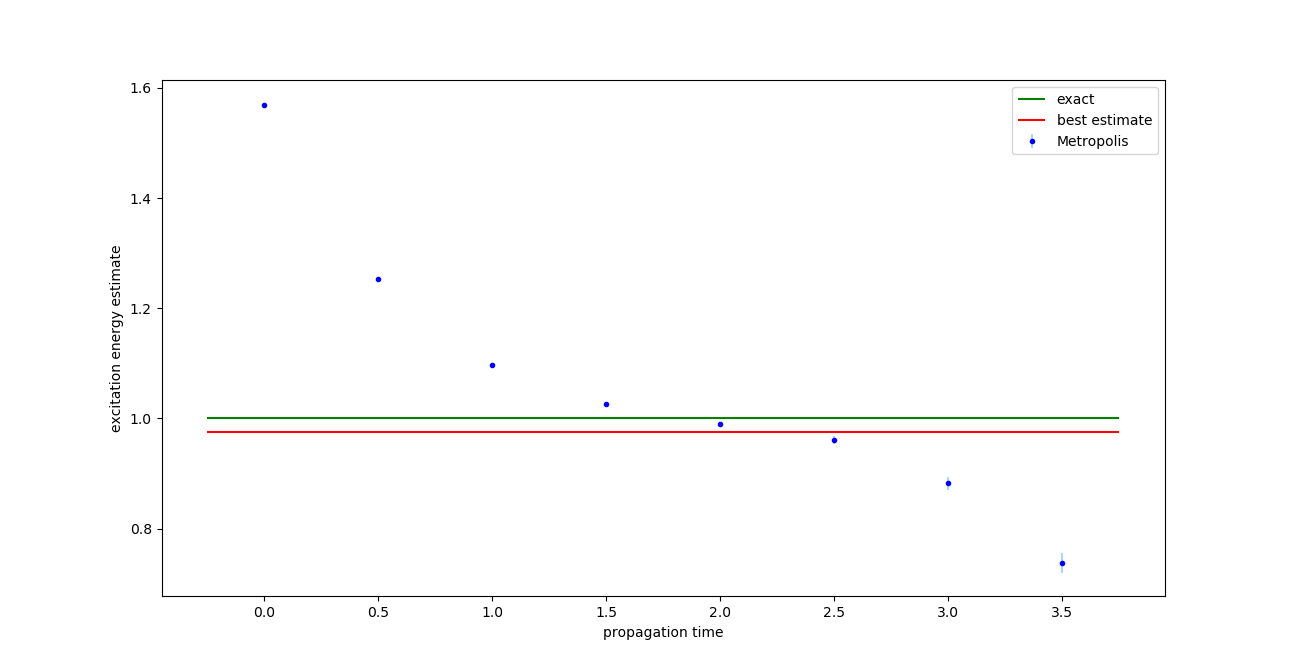 1.6
1.4
1.2
1.0
0.8
excitation energy estimate
exact
best estimate
Metropolis
0.0 0.5 1.0 1.5 2.0 2.5 3.0 3.5
propagation time